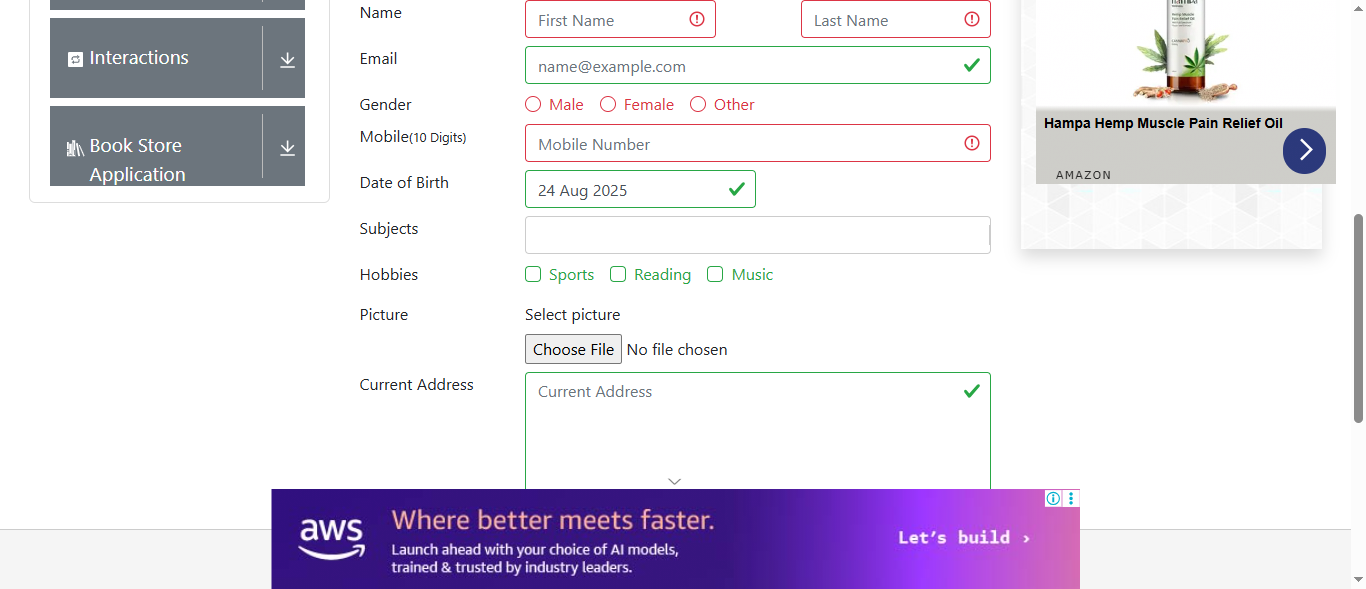 Interactions
Book Store
Application
Name
First Name
Last Name
Email
name@example.com
Gender
Male
Female
Other
Mobile(10 Digits)
Mobile Number
Date of Birth
24 Aug 2025
Subjects
Hobbies
Sports
Reading
Music
Picture
Select picture
Choose File No file chosen
Current Address
Current Address
Hampa Hemp Muscle Pain Relief Oil
AMAZON
aws
Where better meets faster.
Launch ahead with your choice of AI models,
trained & trusted by industry leaders.
Let's build ›